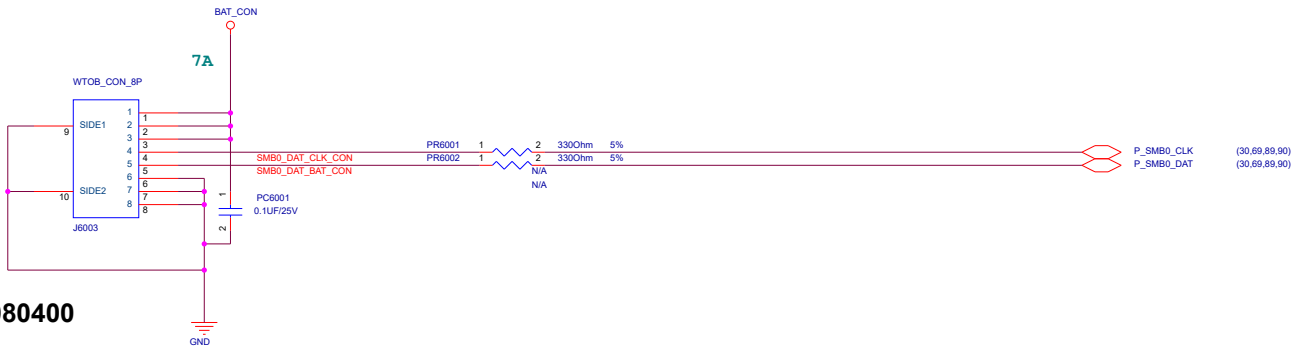 BAT_CON
7A
WTOB_CON_8P
1
1
SIDE1
2
9
2
3
3
PR6001 1 2 330Ohm 5%
4
4
SMB0_DAT_CLK_CON
P_SMB0_CLK (30,69,89,90)
PR6002 1 2 330Ohm 5%
5
5
SMB0_DAT_BAT_CON
P_SMB0_DAT (30,69,89,90)
N/A
6
6
N/A
SIDE2
7
10
7
1
PC6001
8
8
0.1UF/25V
2
J6003
080400
GND